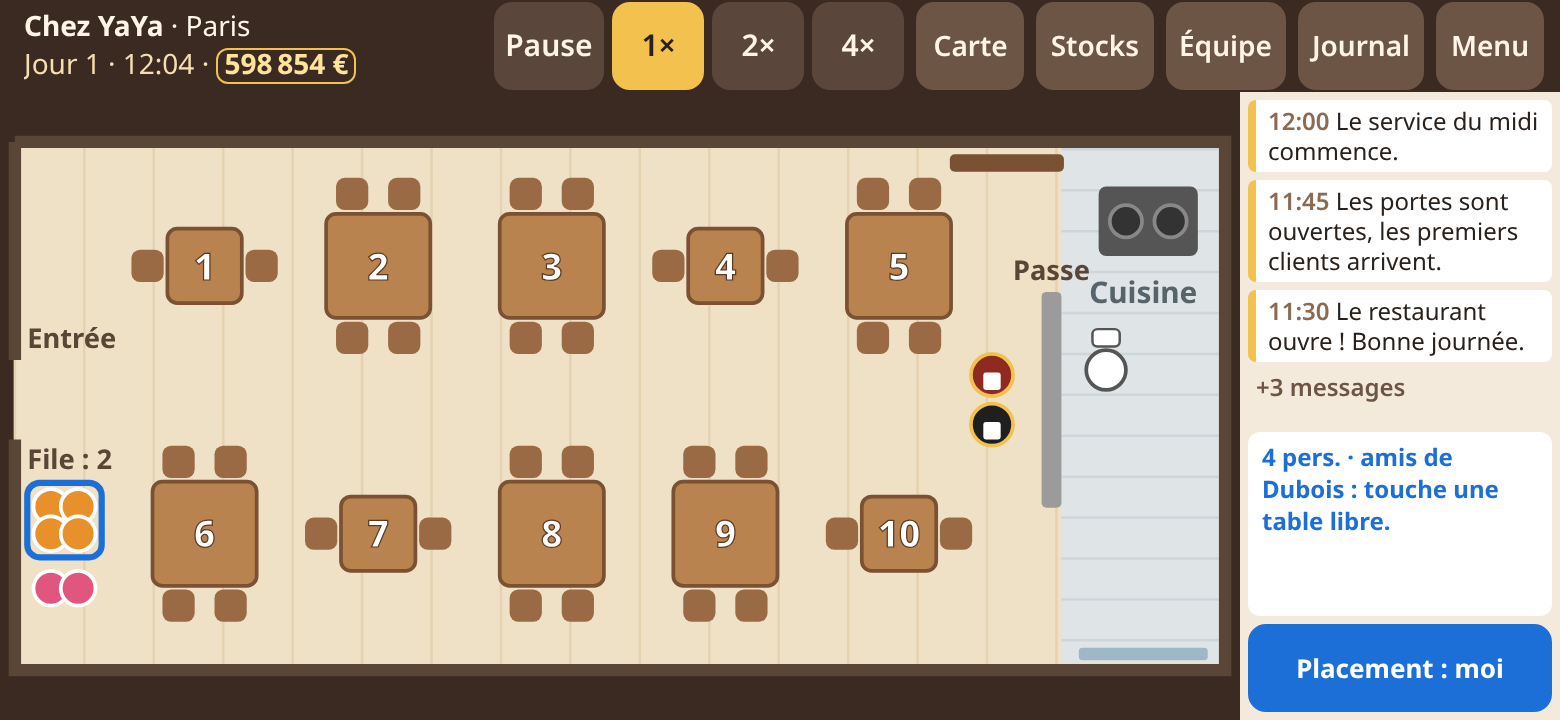 Chez YaYa · Paris
Jour 1 · 12:04 · 598 854 €
Pause
1×
2×
4×
Carte
Stocks
Équipe
Journal
Menu
12:00 Le service du midi
commence.
11:45 Les portes sont
ouvertes, les premiers
clients arrivent.
11:30 Le restaurant
ouvre ! Bonne journée.
+3 messages
4 pers. · amis de
Dubois : touche une
table libre.
Placement : moi
1
2
3
4
5
Passe
Cuisine
Entrée
File : 2
6
7
8
9
10